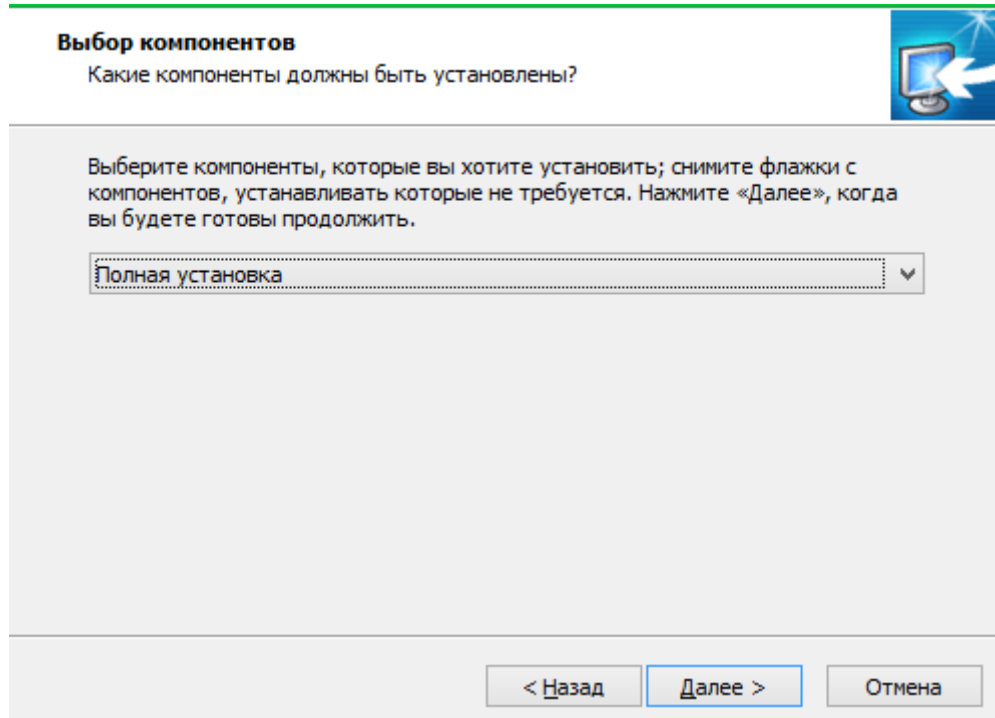 Выбор компонентов
Какие компоненты должны быть установлены?
Выберите компоненты, которые вы хотите установить; снимите флажки с
компонентов, устанавливать которые не требуется. Нажмите «Далее», когда
вы будете готовы продолжить.
Полная установка
< Назад Далее > Отмена